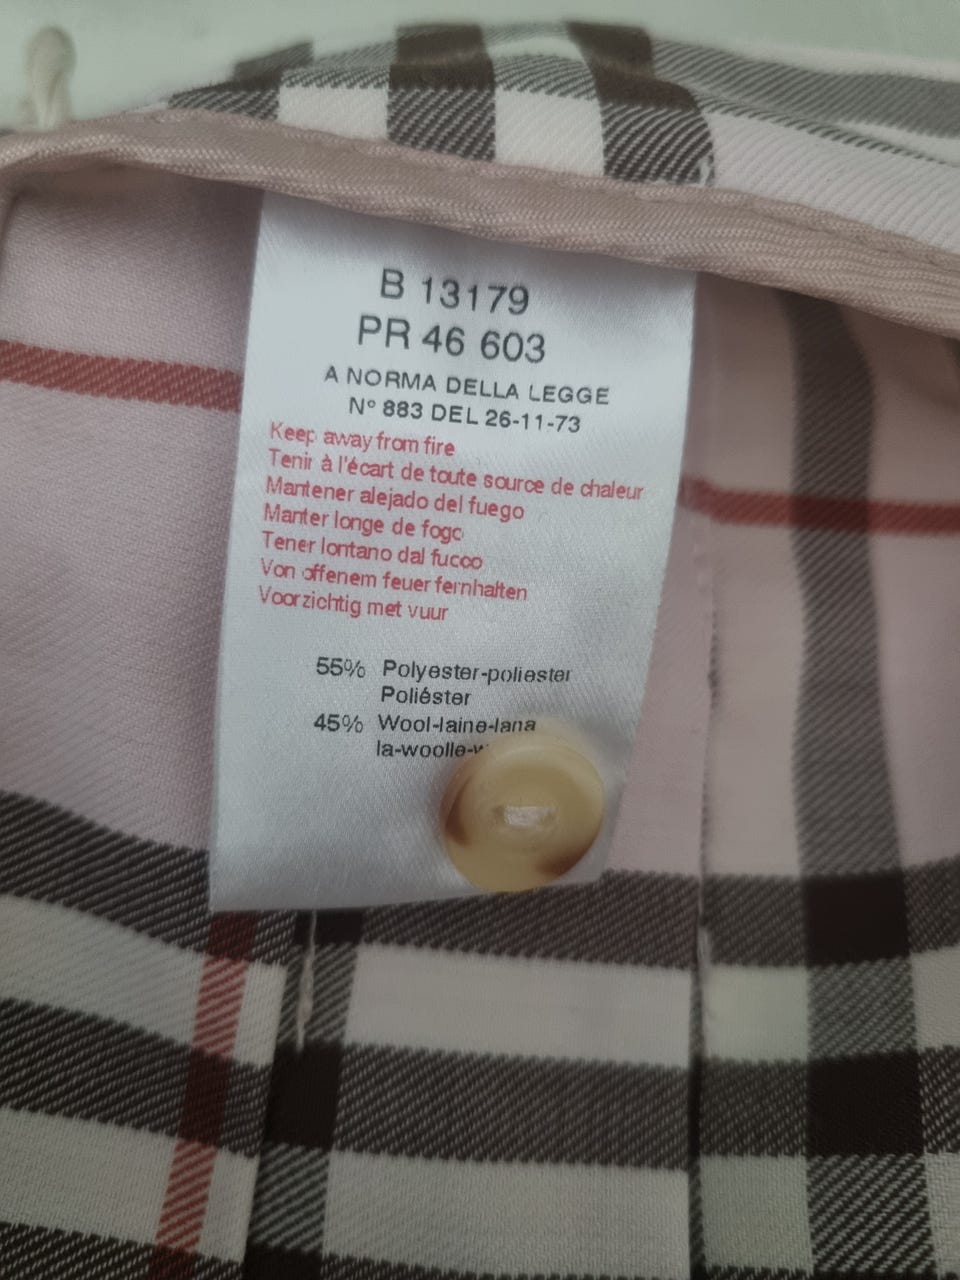 B 13179
PR 46 603
A NORMA DELLA LEGGE
N° 883 DEL 26-11-73
Keep away from fire
Tenir à l'écart de toute source de chaleur
Mantener alejado del fuego
Manter longe de fogo
Tener lontano dal fucco
Von offenem feuer fernhalten
Voorzichtig met vuur
55% Polyester-poliester
Poliéster
45% Wool-laine-lana
la-woolle-w